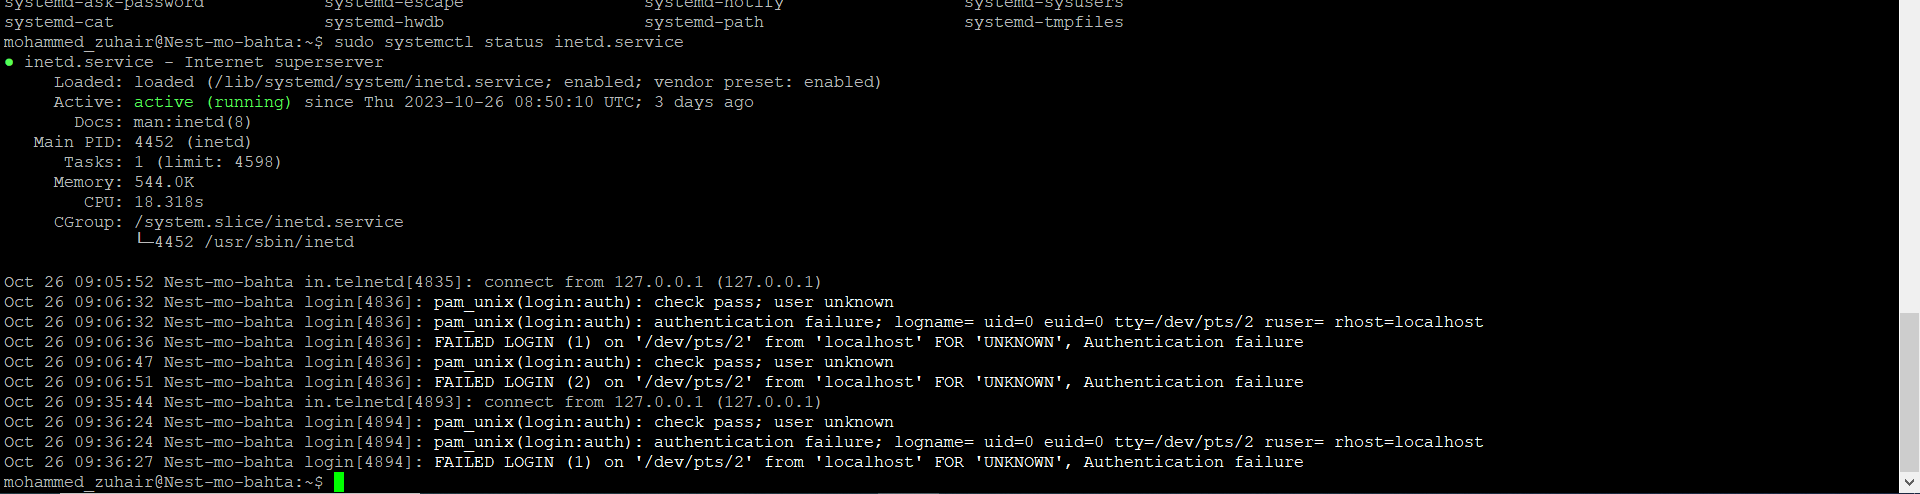 systemd-ask-password systemd-escape systemd-notify systemd-sysusers
systemd-cat systemd-hwdb systemd-path systemd-tmpfiles
mohammed_zuhair@Nest-mo-bahta:~$ sudo systemctl status inetd.service
● inetd.service - Internet superserver
Loaded: loaded (/lib/systemd/system/inetd.service; enabled; vendor preset: enabled)
Active: active (running) since Thu 2023-10-26 08:50:10 UTC; 3 days ago
Docs: man:inetd(8)
Main PID: 4452 (inetd)
Tasks: 1 (limit: 4598)
Memory: 544.0K
CPU: 18.318s
CGroup: /system.slice/inetd.service
└─4452 /usr/sbin/inetd
Oct 26 09:05:52 Nest-mo-bahta in.telnetd[4835]: connect from 127.0.0.1 (127.0.0.1)
Oct 26 09:06:32 Nest-mo-bahta login[4836]: pam_unix(login:auth): check pass; user unknown
Oct 26 09:06:32 Nest-mo-bahta login[4836]: pam_unix(login:auth): authentication failure; logname= uid=0 euid=0 tty=/dev/pts/2 ruser= rhost=localhost
Oct 26 09:06:36 Nest-mo-bahta login[4836]: FAILED LOGIN (1) on '/dev/pts/2' from 'localhost' FOR 'UNKNOWN', Authentication failure
Oct 26 09:06:47 Nest-mo-bahta login[4836]: pam_unix(login:auth): check pass; user unknown
Oct 26 09:06:51 Nest-mo-bahta login[4836]: FAILED LOGIN (2) on '/dev/pts/2' from 'localhost' FOR 'UNKNOWN', Authentication failure
Oct 26 09:35:44 Nest-mo-bahta in.telnetd[4893]: connect from 127.0.0.1 (127.0.0.1)
Oct 26 09:36:24 Nest-mo-bahta login[4894]: pam_unix(login:auth): check pass; user unknown
Oct 26 09:36:24 Nest-mo-bahta login[4894]: pam_unix(login:auth): authentication failure; logname= uid=0 euid=0 tty=/dev/pts/2 ruser= rhost=localhost
Oct 26 09:36:27 Nest-mo-bahta login[4894]: FAILED LOGIN (1) on '/dev/pts/2' from 'localhost' FOR 'UNKNOWN', Authentication failure
mohammed_zuhair@Nest-mo-bahta:~$